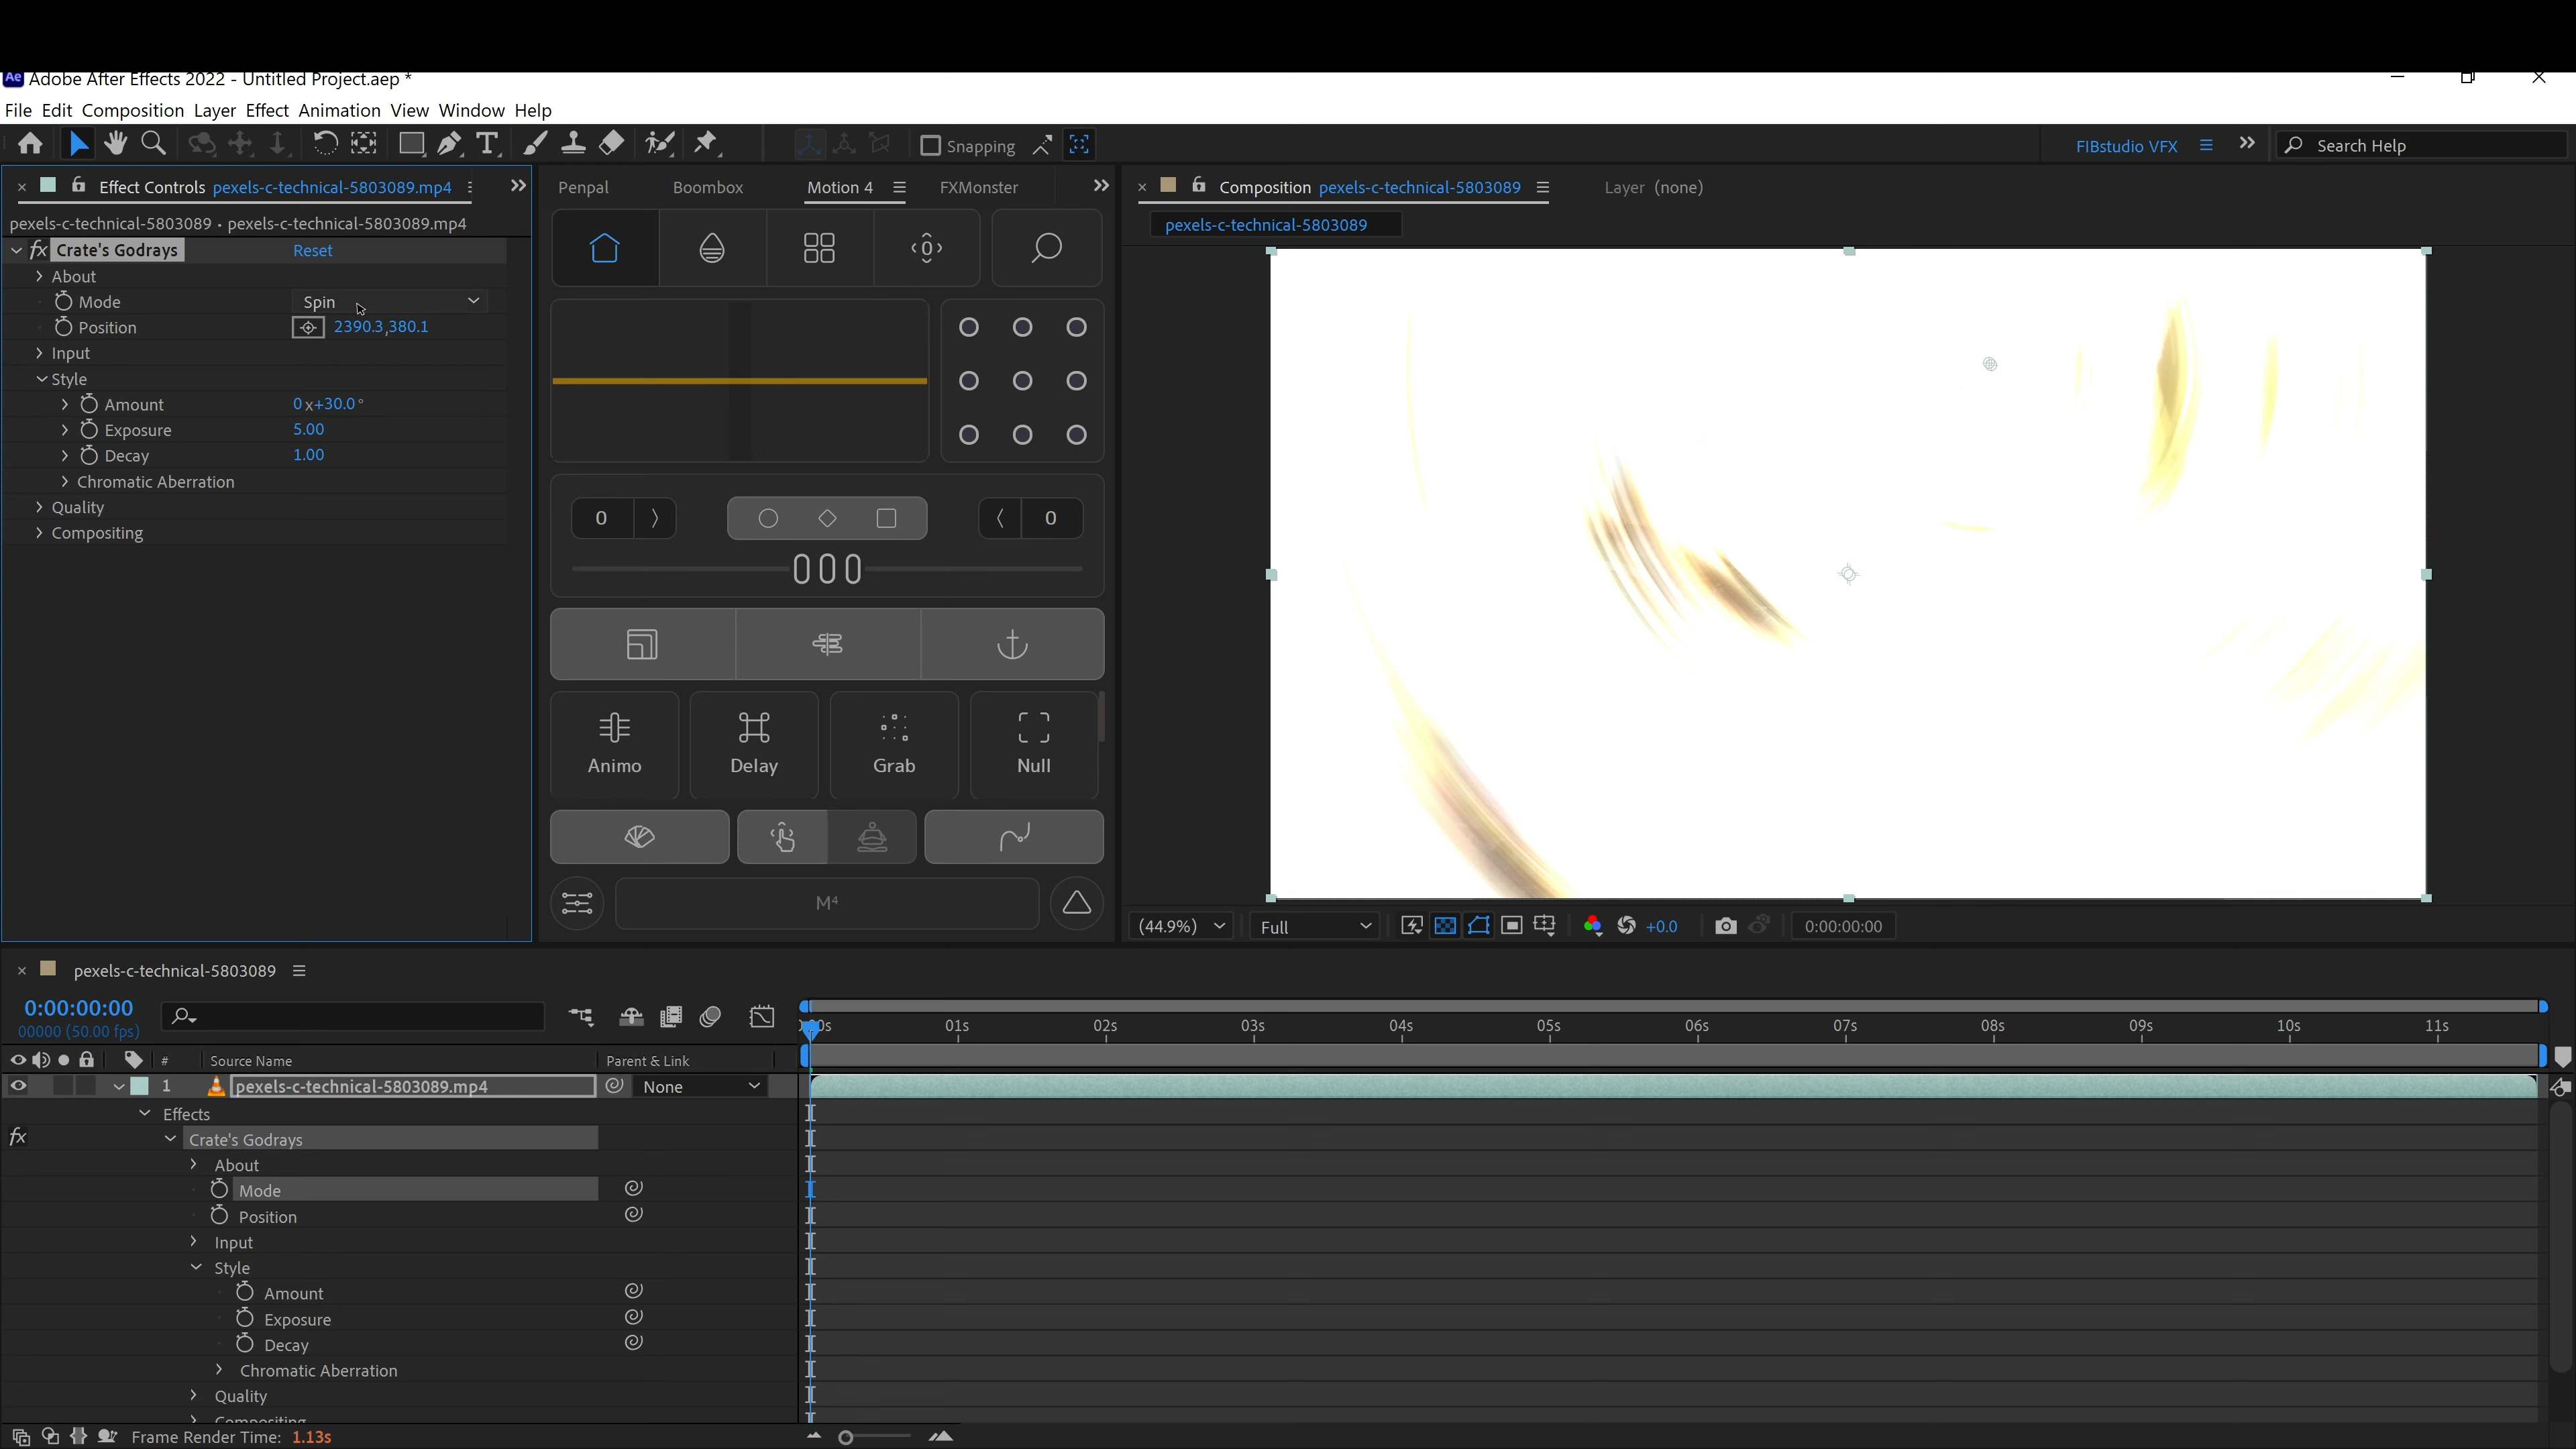 Ae Adobe After Effects 2022 - Untitled Project.aep *
File Edit Composition Layer Effect Animation View Window Help
Snapping
FIBstudio VFX
Search Help
Effect Controls pexels-c-technical-5803089.mp4
pexels-c-technical-5803089 • pexels-c-technical-5803089.mp4
fx Crate's Godrays Reset
About
Mode Spin
Position 2390.3,380.1
Input
Style
Amount 0x+30.0°
Exposure 5.00
Decay 1.00
Chromatic Aberration
Quality
Compositing
Penpal Boombox Motion 4 FXMonster
0
0 0
Animo Delay Grab Null
M4
Composition pexels-c-technical-5803089
Layer (none)
pexels-c-technical-5803089
(44.9%) Full +0.0 0:00:00:00
pexels-c-technical-5803089
0:00:00:00
00000 (50.00 fps)
01s 02s 03s 04s 05s 06s 07s 08s 09s 10s 11s
# Source Name Parent & Link
1 pexels-c-technical-5803089.mp4 None
Effects
fx Crate's Godrays
About
Mode
Position
Input
Style
Amount
Exposure
Decay
Chromatic Aberration
Quality
Compositing
Frame Render Time: 1.13s